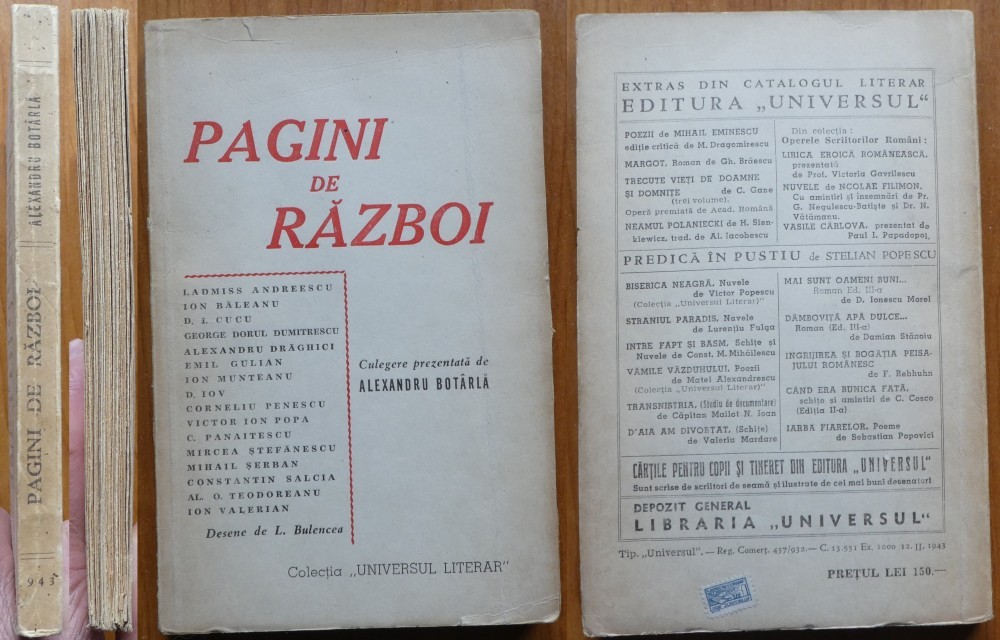 PAGINI DE RĂZBOI ALEXANDRU BOTÂRLĂ
943
PAGINI
DE
RĂZBOI
LADMISS ANDREESCU
ION BĂLEANU
D. I. CUCU
GEORGE DORUL DUMITRESCU
ALEXANDRU DRĂGHICI
EMIL GULIAN
ION MUNTEANU
D. IOV
CORNELIU PENESCU
VICTOR ION POPA
C. PANAITESCU
MIRCEA ȘTEFĂNESCU
MIHAIL ȘERBAN
CONSTANTIN SALCIA
AL. O. TEODOREANU
ION VALERIAN
Desene de L. Bulencea
Culegere prezentată de
ALEXANDRU BOTÂRLĂ
Colecția „UNIVERSUL LITERAR"
EXTRAS DIN CATALOGUL LITERAR
EDITURA „UNIVERSUL"
POEZII de MIHAIL EMINESCU
ediție critică de M. Dragomirescu
MARGOT, Roman de Gh. Brăescu
TRECUTE VIEȚI DE DOAMNE
ȘI DOMNIȚE de C. Gane
(trei volume).
Operă premiată de Acad. Română
NEAMUL POLANIECKI de H. Sien-
kiewicz, trad. de Al. Iacobescu
Din colecția:
Operele Scriitorilor Români:
LIRICA EROICĂ ROMÂNEASCĂ,
prezentată
de Prof. Victoria Gavrilescu
NUVELE de NCOLAE FILIMON,
Cu amintiri și însemnări de Pr.
G. Negulescu-Batiște și Dr. N.
Vătămanu.
VASILE CÂRLOVA, prezentat de
Paul I. Papadopol.
PREDICĂ ÎN PUSTIU de STELIAN POPESCU
BISERICA NEAGRĂ, Nuvele
de Victor Popescu
(Colecția „Universul Literar)"
STRANIUL PARADIS, Nuvele
de Laurențiu Fulga
INTRE FAPT ȘI BASM, Schițe și
Nuvele de Const. M. Mihăilescu
VĂMILE VĂZDUHULUI, Poezii
de Matei Alexandrescu
(Colecția „Universul Literar)"
TRANSNISTRIA, (Studiu de documentare)
de Căpitan Mailat N. Ioan
D'AIA AM DIVORȚAT, (Schițe)
de Valeriu Mardare
MAI SUNT OAMENI BUNI...
Roman Ed. III-a
de D. Ionescu Morel
DÂMBOVIȚĂ APĂ DULCE...
Roman (Ed. III-a)
de Damian Stănoiu
INGRIJIREA ȘI BOGĂȚIA PEISA-
JULUI ROMÂNESC
de F. Rebhuhn
CÂND ERA BUNICA FATĂ,
schițe și amintiri de C. Cosco
(Ediția II-a)
IARBA FIARELOR, Poeme
de Sebastian Popovici
CĂRȚILE PENTRU COPII ȘI TINERET DIN EDITURA „UNIVERSUL"
Sunt scrise de scriitori de seamă și ilustrate de cei mai buni desenatori
DEPOZIT GENERAL
LIBRARIA „UNIVERSUL"
Tip. „Universul". — Reg. Comerț. 437/932. — C. 13.551 Ex. 1000 12. II. 1943
PREȚUL LEI 150.—